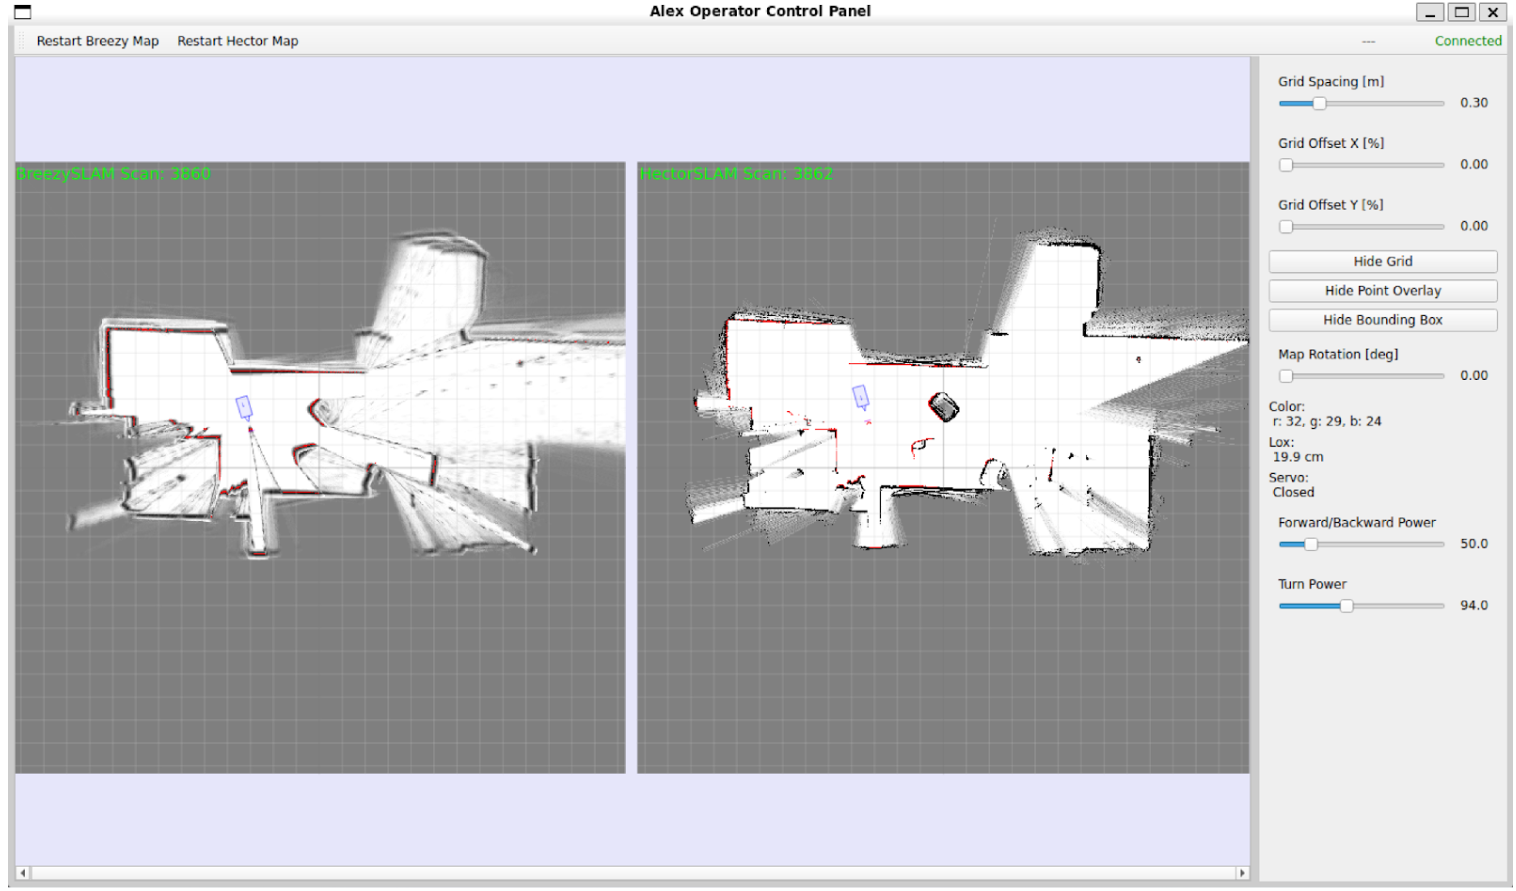 Alex Operator Control Panel
Restart Breezy Map Restart Hector Map --- Connected
BreezySLAM Scan: 3860
HectorSLAM Scan: 3862
Grid Spacing [m]
0.30
Grid Offset X [%]
0.00
Grid Offset Y [%]
0.00
Hide Grid
Hide Point Overlay
Hide Bounding Box
Map Rotation [deg]
0.00
Color:
r: 32, g: 29, b: 24
Lox:
19.9 cm
Servo:
Closed
Forward/Backward Power
50.0
Turn Power
94.0